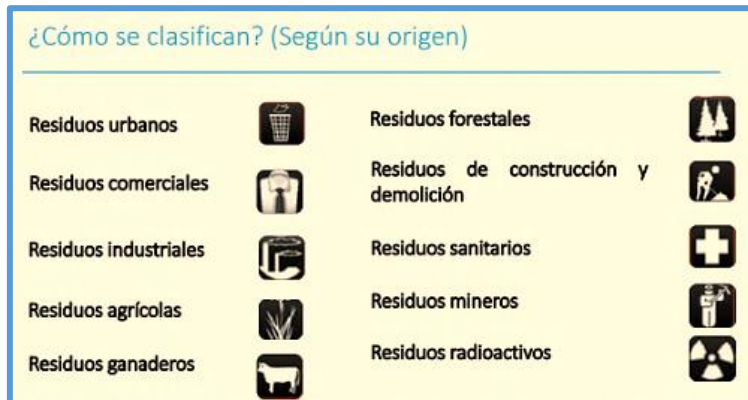 ¿Cómo se clasifican? (Según su origen)
Residuos urbanos
Residuos comerciales
Residuos industriales
Residuos agrícolas
Residuos ganaderos
Residuos forestales
Residuos de construcción y
demolición
Residuos sanitarios
Residuos mineros
Residuos radioactivos